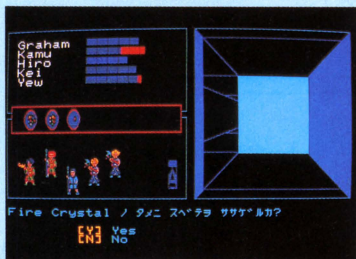 Graham
Kamu
Hiro
Kei
Yew
Fire Crystal ノ タメニ スベテヲ ササゲルカ?
[Y] Yes
[N] No